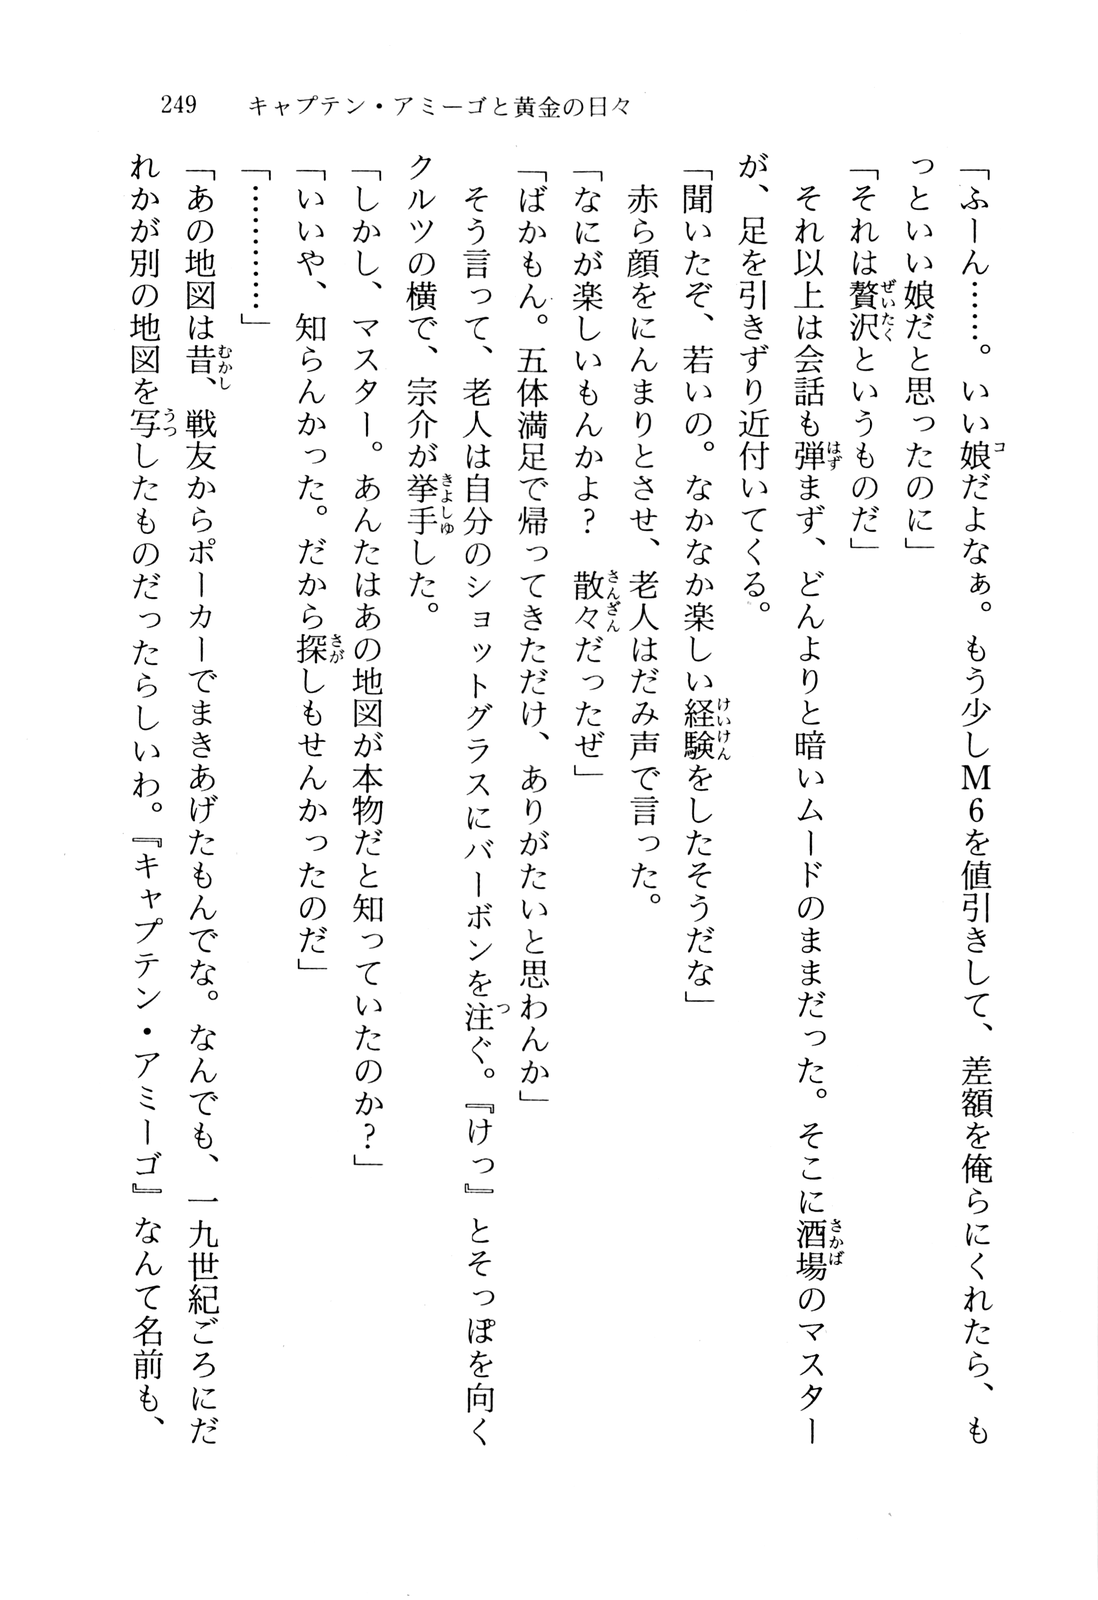 249　キャプテン・アミーゴと黄金の日々
「ふーん……。いい娘だよなぁ。もう少しM6を値引きして、差額を俺らにくれたら、も
っといい娘だと思ったのに」
「それは贅沢というものだ」
　それ以上は会話も弾まず、どんよりと暗いムードのままだった。そこに酒場のマスター
が、足を引きずり近付いてくる。
「聞いたぞ、若いの。なかなか楽しい経験をしたそうだな」
　赤ら顔をにんまりとさせ、老人はだみ声で言った。
「なにが楽しいもんかよ？　散々だったぜ」
「ばかもん。五体満足で帰ってきただけ、ありがたいと思わんか」
　そう言って、老人は自分のショットグラスにバーボンを注ぐ。『けっ』とそっぽを向く
クルツの横で、宗介が挙手した。
「しかし、マスター。あんたはあの地図が本物だと知っていたのか？」
「いいや、知らんかった。だから探しもせんかったのだ」
「…………」
「あの地図は昔、戦友からポーカーでまきあげたもんでな。なんでも、一九世紀ごろにだ
れかが別の地図を写したものだったらしいわ。『キャプテン・アミーゴ』なんて名前も、